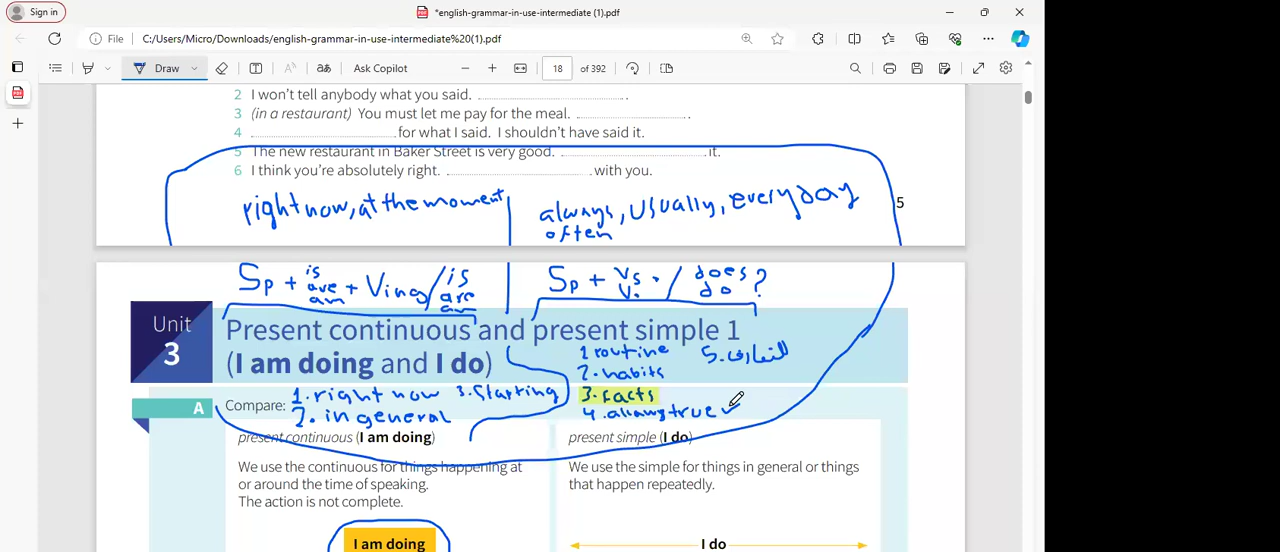 Sign in
*english-grammar-in-use-intermediate (1).pdf
File C:/Users/Micro/Downloads/english-grammar-in-use-intermediate%20(1).pdf
Draw Ask Copilot 18 of 392
2 I won't tell anybody what you said. .
3 (in a restaurant) You must let me pay for the meal. .
4 for what I said. I shouldn't have said it.
5 The new restaurant in Baker Street is very good. it.
6 I think you're absolutely right. with you.
right now, at the moment
always, usually, everyday
often
5
Sp + is are am + Ving / is are am
Sp + Vs V. / does do ?
Unit 3
Present continuous and present simple 1
(I am doing and I do)
1 routine
2. habits
3. Facts
4. always true ✓
5.
A
Compare:
1. right now 3. Starting
2. in general
present continuous (I am doing)
We use the continuous for things happening at
or around the time of speaking.
The action is not complete.
I am doing
present simple (I do)
We use the simple for things in general or things
that happen repeatedly.
I do